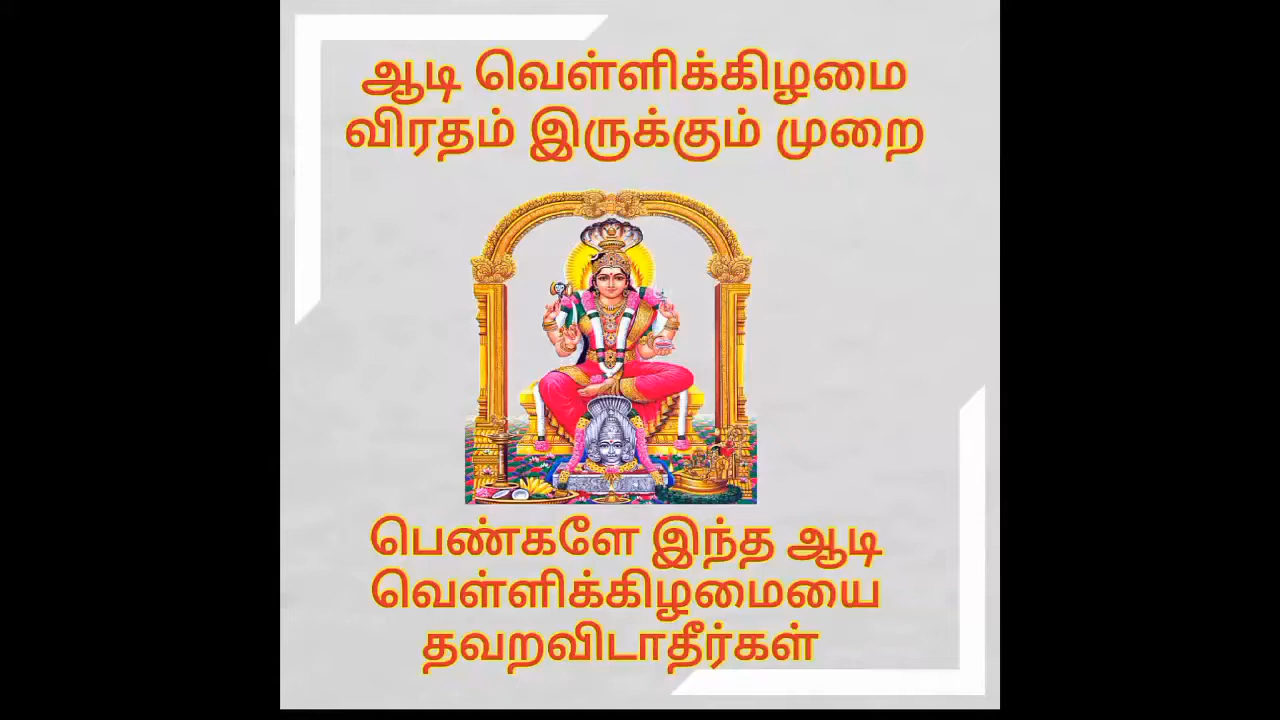 ஆடி வெள்ளிக்கிழமை
விரதம் இருக்கும் முறை
பெண்களே இந்த ஆடி
வெள்ளிக்கிழமையை
தவறவிடாதீர்கள்